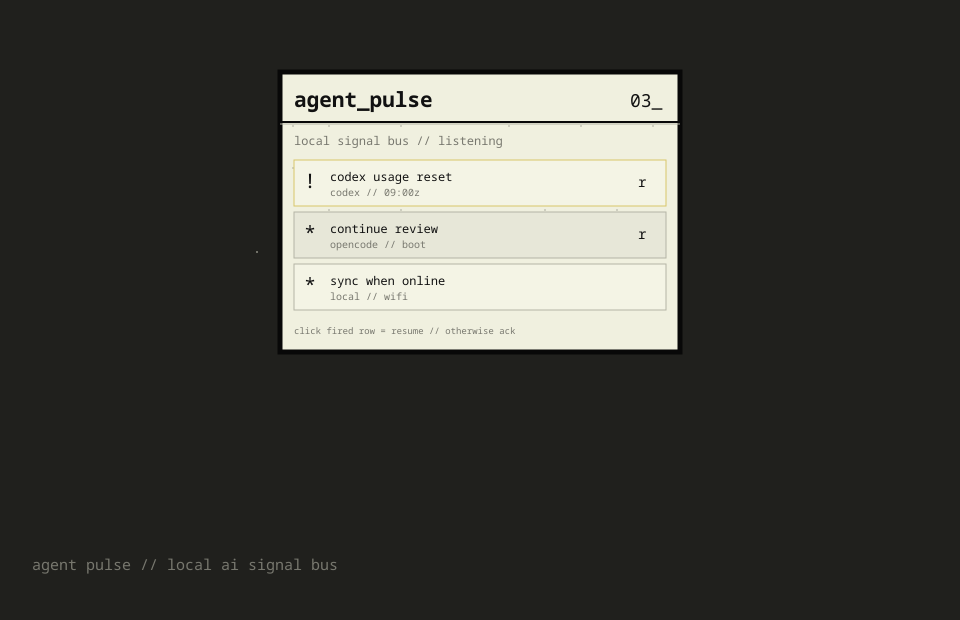 agent_pulse 03_
local signal bus // listening
! codex usage reset r
codex // 09:00z
* continue review r
opencode // boot
* sync when online
local // wifi
click fired row = resume // otherwise ack
agent pulse // local ai signal bus